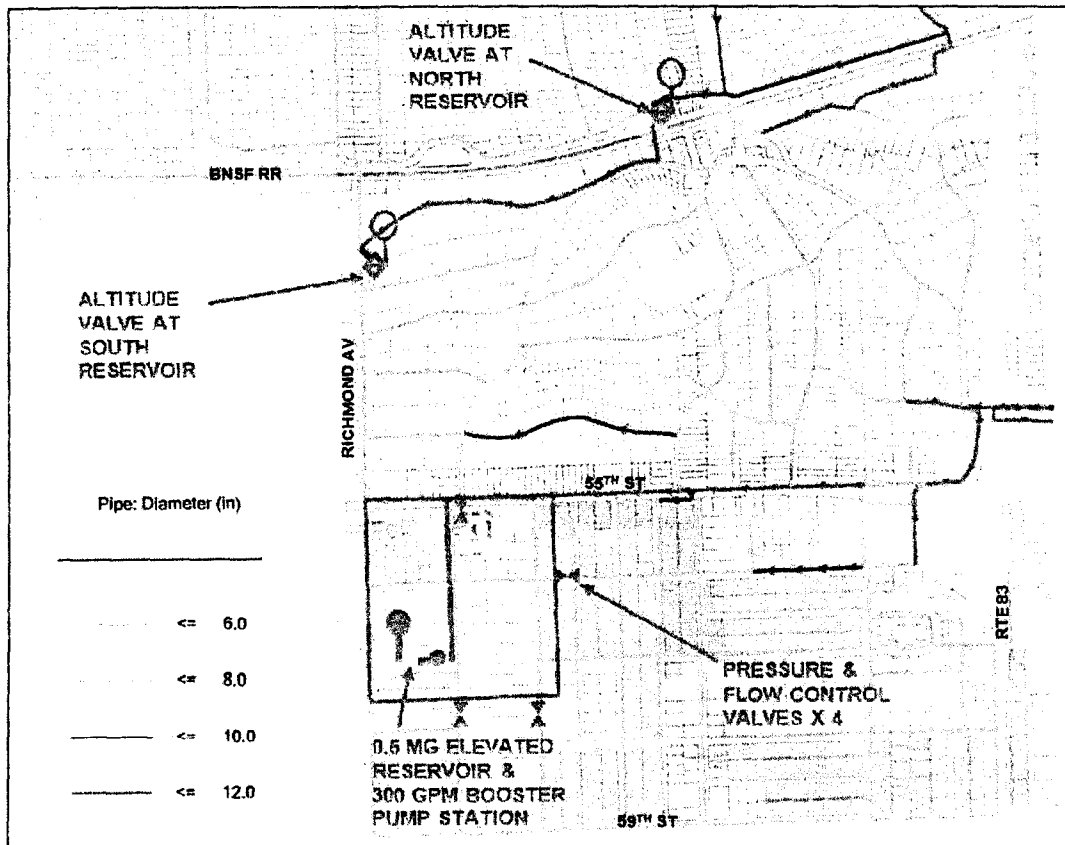 ALTITUDE
VALVE AT
NORTH
RESERVOIR
BNSF RR
ALTITUDE
VALVE AT
SOUTH
RESERVOIR
RICHMOND AV
55TH ST
Pipe: Diameter (in)
<= 6.0
<= 8.0
<= 10.0
<= 12.0
RTE 83
PRESSURE &
FLOW CONTROL
VALVES X 4
0.5 MG ELEVATED
RESERVOIR &
300 GPM BOOSTER
PUMP STATION
59TH ST